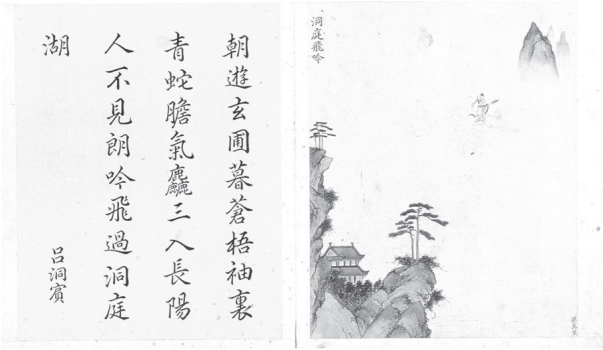 洞庭飛吟
朝遊玄圃暮蒼梧袖裏
青蛇膽氣麤三入長陽
人不見朗吟飛過洞庭
湖
呂洞賓